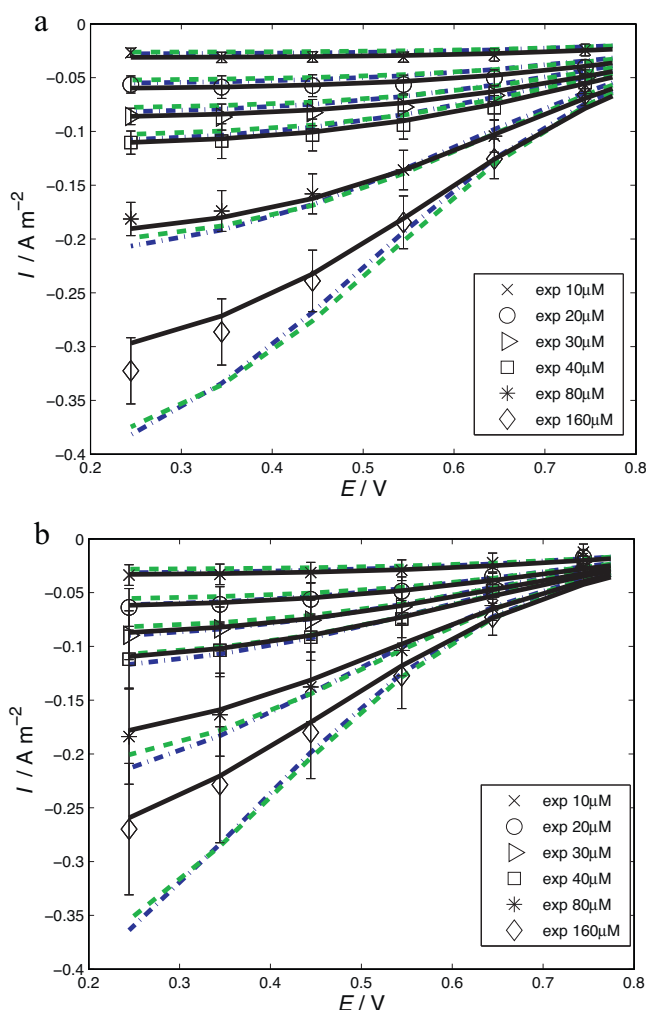 a
0
−0.05
−0.1
−0.15
−0.2
−0.25
−0.3
−0.35
−0.4
I / A m−2
exp 10μM
exp 20μM
exp 30μM
exp 40μM
exp 80μM
exp 160μM
0.2 0.3 0.4 0.5 0.6 0.7 0.8
E / V
b
0
−0.05
−0.1
−0.15
−0.2
−0.25
−0.3
−0.35
−0.4
I / A m−2
exp 10μM
exp 20μM
exp 30μM
exp 40μM
exp 80μM
exp 160μM
0.2 0.3 0.4 0.5 0.6 0.7 0.8
E / V